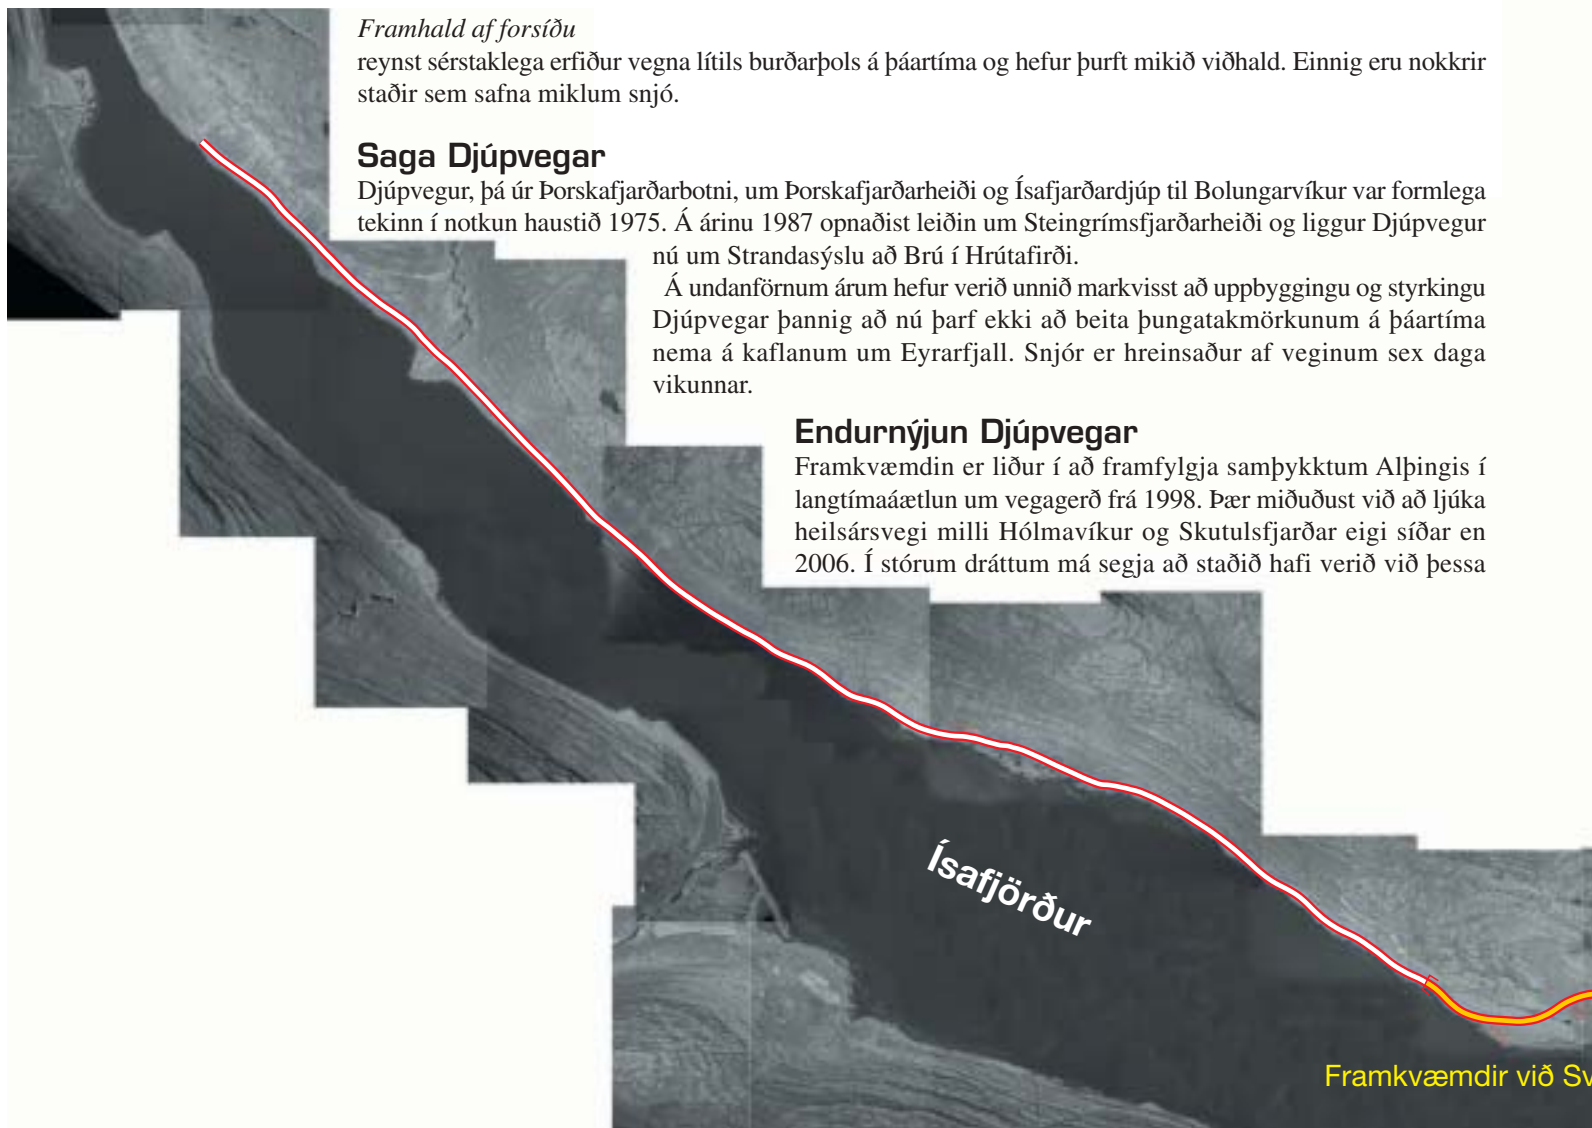 Framhald af forsíðu
reynst sérstaklega erfiður vegna lítils burðarþols á þáartíma og hefur þurft mikið viðhald. Einnig eru nokkrir
staðir sem safna miklum snjó.
Saga Djúpvegar
Djúpvegur, þá úr Þorskafjarðarbotni, um Þorskafjarðarheiði og Ísafjarðardjúp til Bolungarvíkur var formlega
tekinn í notkun haustið 1975. Á árinu 1987 opnaðist leiðin um Steingrímsfjarðarheiði og liggur Djúpvegur
nú um Strandasýslu að Brú í Hrútafirði.
Á undanförnum árum hefur verið unnið markvisst að uppbyggingu og styrkingu
Djúpvegar þannig að nú þarf ekki að beita þungatakmörkunum á þáartíma
nema á kaflanum um Eyrarfjall. Snjór er hreinsaður af veginum sex daga
vikunnar.
Endurnýjun Djúpvegar
Framkvæmdin er liður í að framfylgja samþykktum Alþingis í
langtímaáætlun um vegagerð frá 1998. Þær miðuðust við að ljúka
heilsársvegi milli Hólmavíkur og Skutulsfjarðar eigi síðar en
2006. Í stórum dráttum má segja að staðið hafi verið við þessa
Ísafjörður
Framkvæmdir við Sv